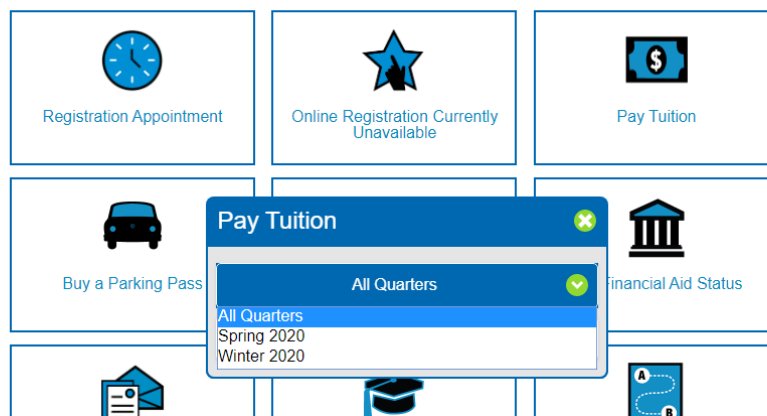 Registration Appointment
Online Registration Currently
Unavailable
Pay Tuition
$
Pay Tuition
Buy a Parking Pass
All Quarters
Financial Aid Status
All Quarters
Spring 2020
Winter 2020
A
B